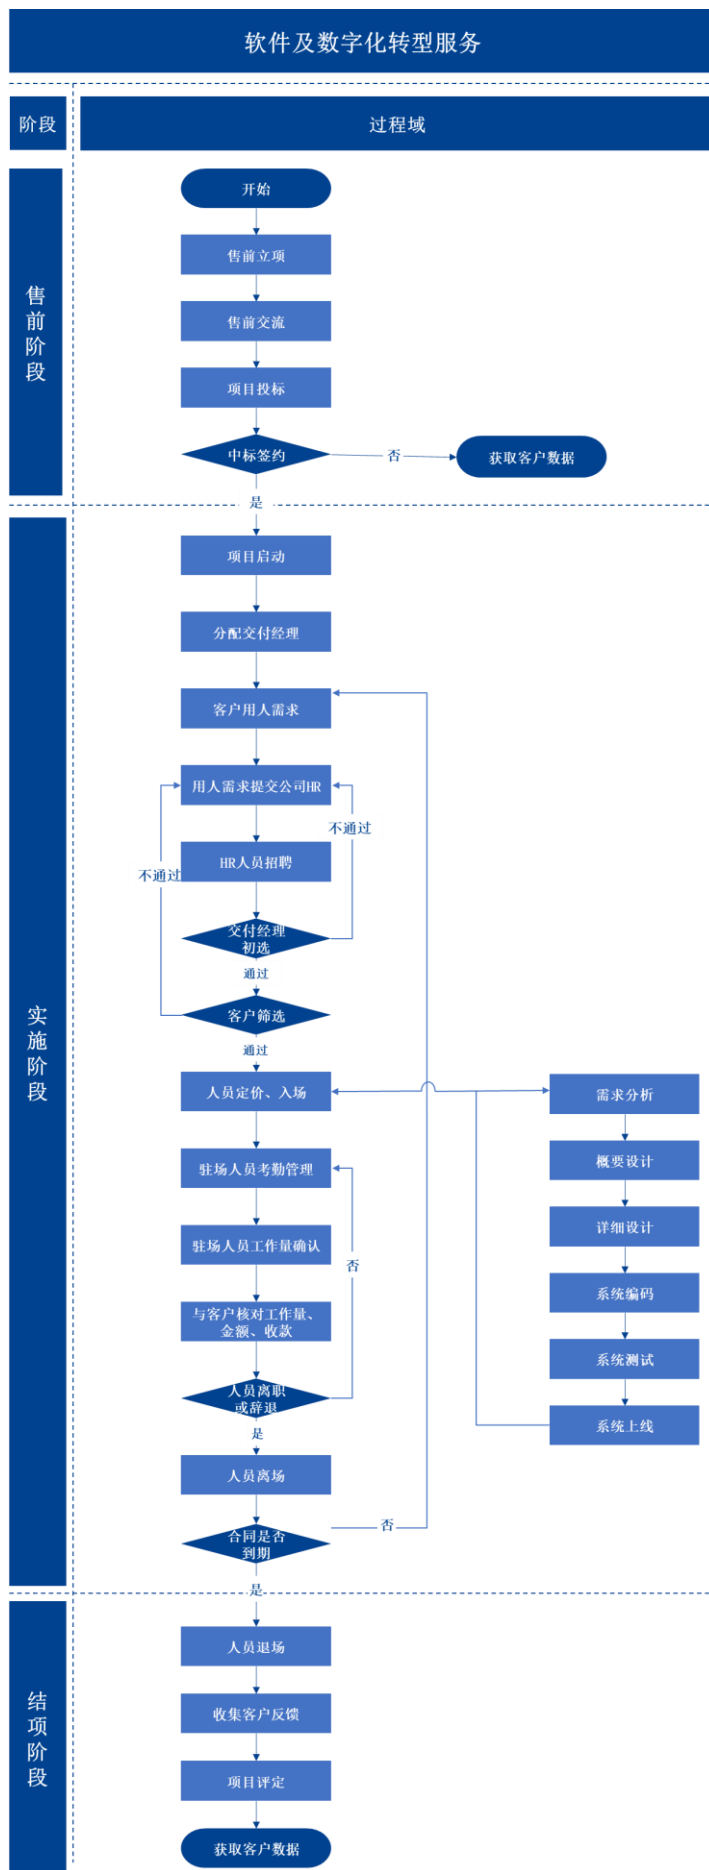 软件及数字化转型服务
阶段
过程域
售前阶段
开始
售前立项
售前交流
项目投标
中标签约
否
获取客户数据
是
实施阶段
项目启动
分配交付经理
客户用人需求
用人需求提交公司HR
不通过
HR人员招聘
不通过
交付经理
初选
通过
客户筛选
通过
人员定价、入场
需求分析
驻场人员考勤管理
概要设计
详细设计
驻场人员工作量确认
否
系统编码
与客户核对工作量、
金额、收款
系统测试
人员离职
或辞退
系统上线
是
人员离场
否
合同是否
到期
是
结项阶段
人员退场
收集客户反馈
项目评定
获取客户数据